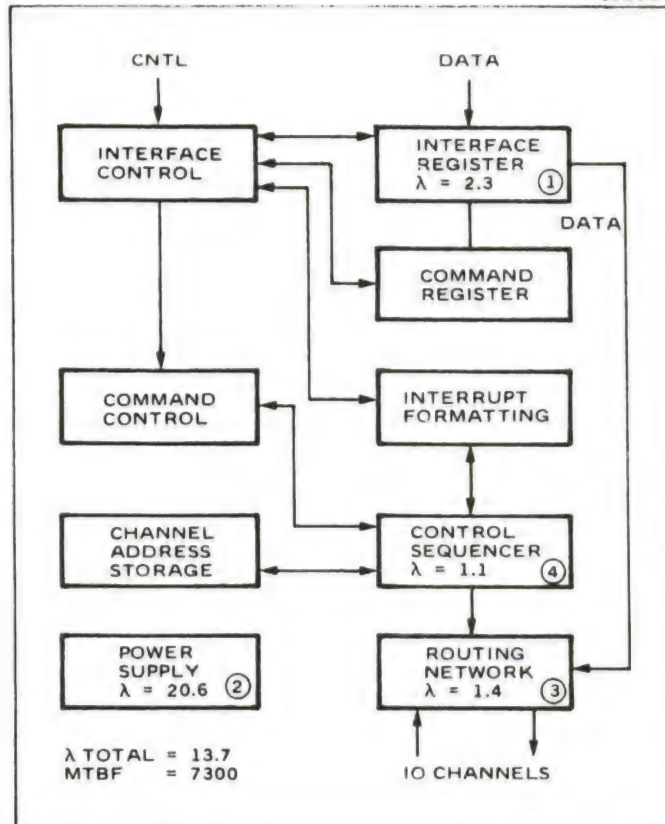 CNTL
DATA
INTERFACE
CONTROL
INTERFACE
REGISTER
λ = 2.3
①
DATA
COMMAND
REGISTER
COMMAND
CONTROL
INTERRUPT
FORMATTING
CHANNEL
ADDRESS
STORAGE
CONTROL
SEQUENCER
λ = 1.1
④
POWER
SUPPLY
λ = 20.6
②
ROUTING
NETWORK
λ = 1.4
③
λ TOTAL = 13.7
MTBF = 7300
IO CHANNELS